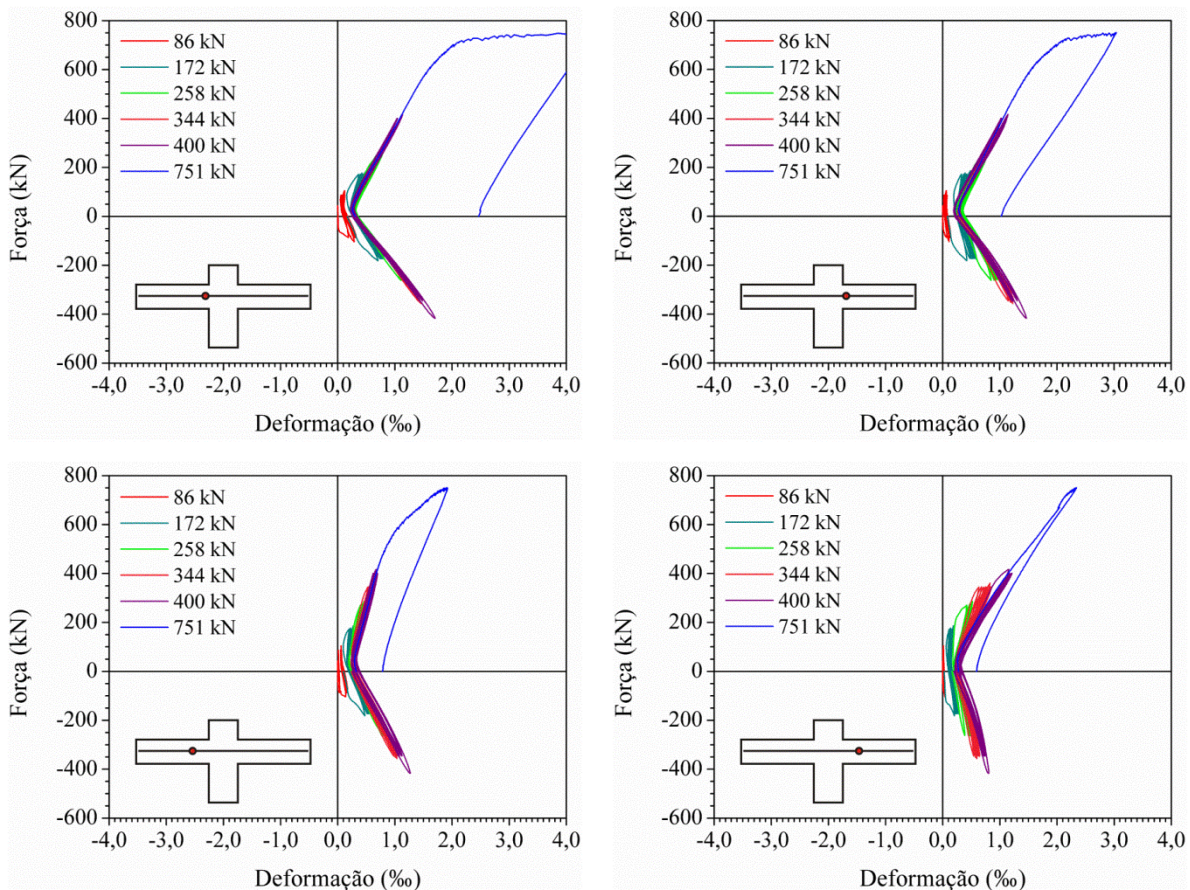 800
600
400
200
0
-200
-400
-600
Força (kN)
86 kN
172 kN
258 kN
344 kN
400 kN
751 kN
-4,0 -3,0 -2,0 -1,0 0,0 1,0 2,0 3,0 4,0
Deformação (‰)
800
600
400
200
0
-200
-400
-600
Força (kN)
86 kN
172 kN
258 kN
344 kN
400 kN
751 kN
-4,0 -3,0 -2,0 -1,0 0,0 1,0 2,0 3,0 4,0
Deformação (‰)
800
600
400
200
0
-200
-400
-600
Força (kN)
86 kN
172 kN
258 kN
344 kN
400 kN
751 kN
-4,0 -3,0 -2,0 -1,0 0,0 1,0 2,0 3,0 4,0
Deformação (‰)
800
600
400
200
0
-200
-400
-600
Força (kN)
86 kN
172 kN
258 kN
344 kN
400 kN
751 kN
-4,0 -3,0 -2,0 -1,0 0,0 1,0 2,0 3,0 4,0
Deformação (‰)